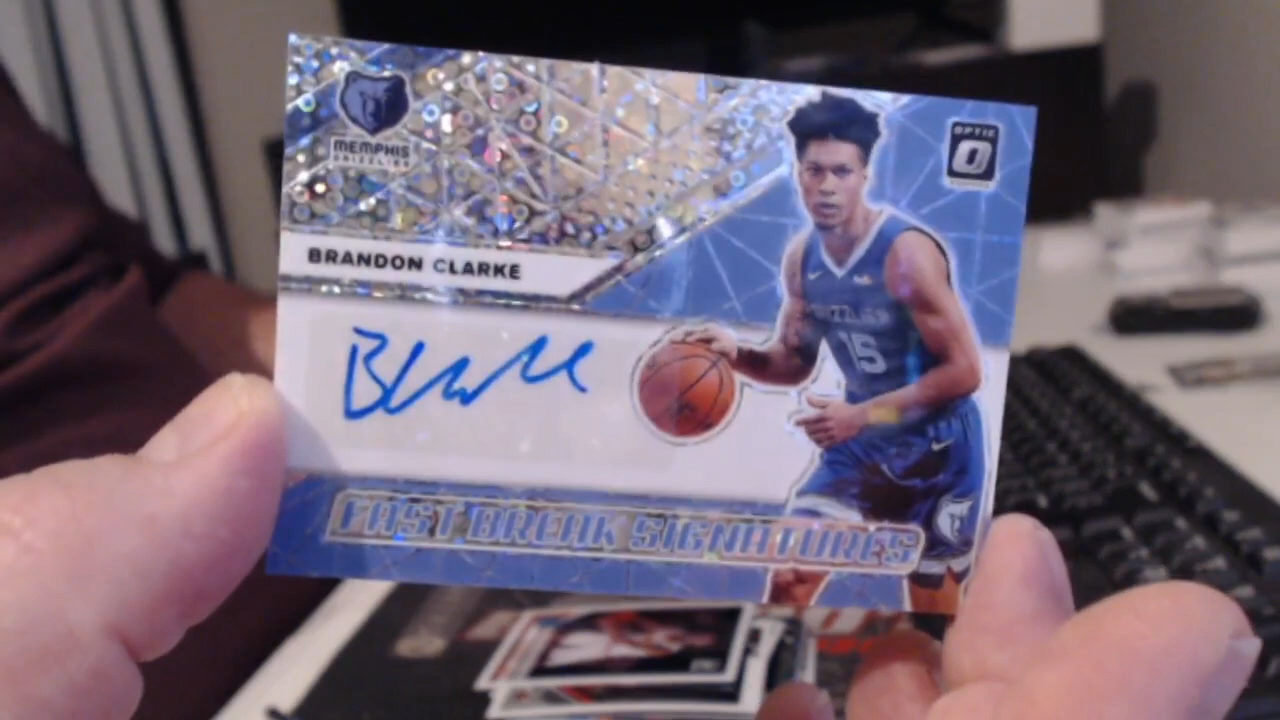 MEMPHIS
GRIZZLIES
OPTIC
BRANDON CLARKE
15
FAST BREAK SIGNATURES